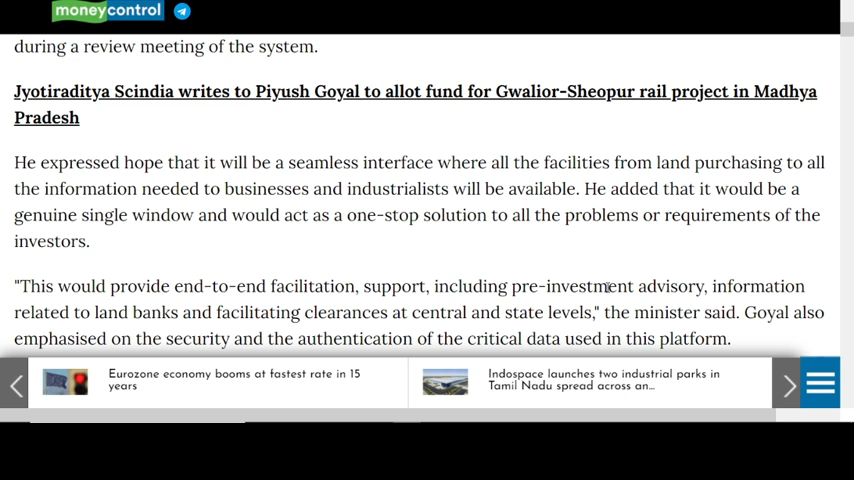 moneycontrol
during a review meeting of the system.
Jyotiraditya Scindia writes to Piyush Goyal to allot fund for Gwalior-Sheopur rail project in Madhya
Pradesh
He expressed hope that it will be a seamless interface where all the facilities from land purchasing to all
the information needed to businesses and industrialists will be available. He added that it would be a
genuine single window and would act as a one-stop solution to all the problems or requirements of the
investors.
"This would provide end-to-end facilitation, support, including pre-investment advisory, information
related to land banks and facilitating clearances at central and state levels," the minister said. Goyal also
emphasised on the security and the authentication of the critical data used in this platform.
Eurozone economy booms at fastest rate in 15
years
Indospace launches two industrial parks in
Tamil Nadu spread across an...